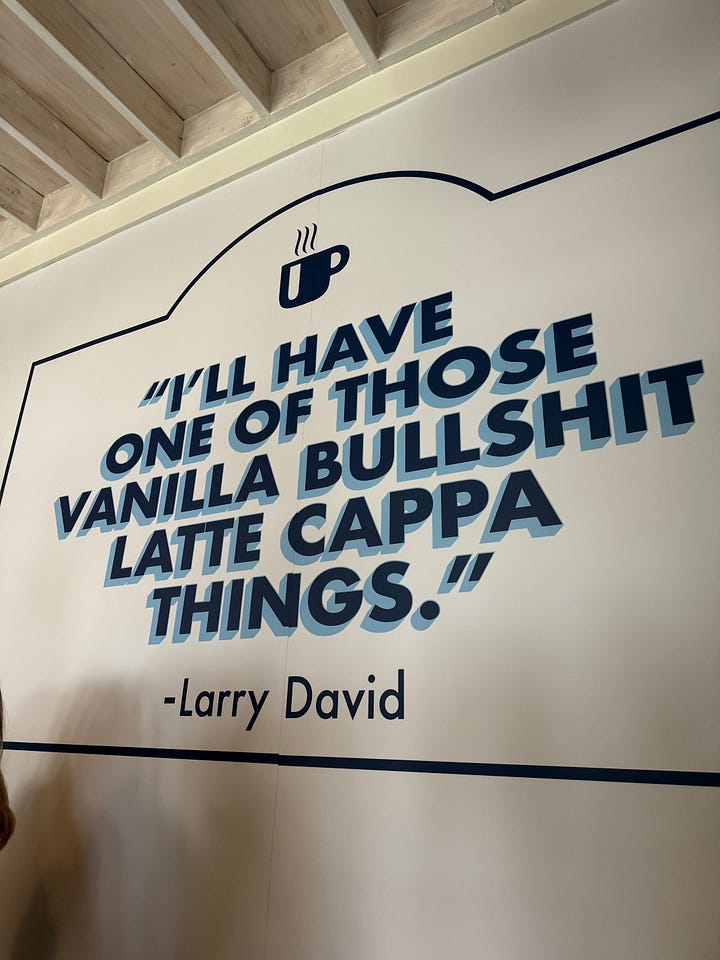 “I’LL HAVE
ONE OF THOSE
VANILLA BULLSHIT
LATTE CAPPA
THINGS.”
-Larry David